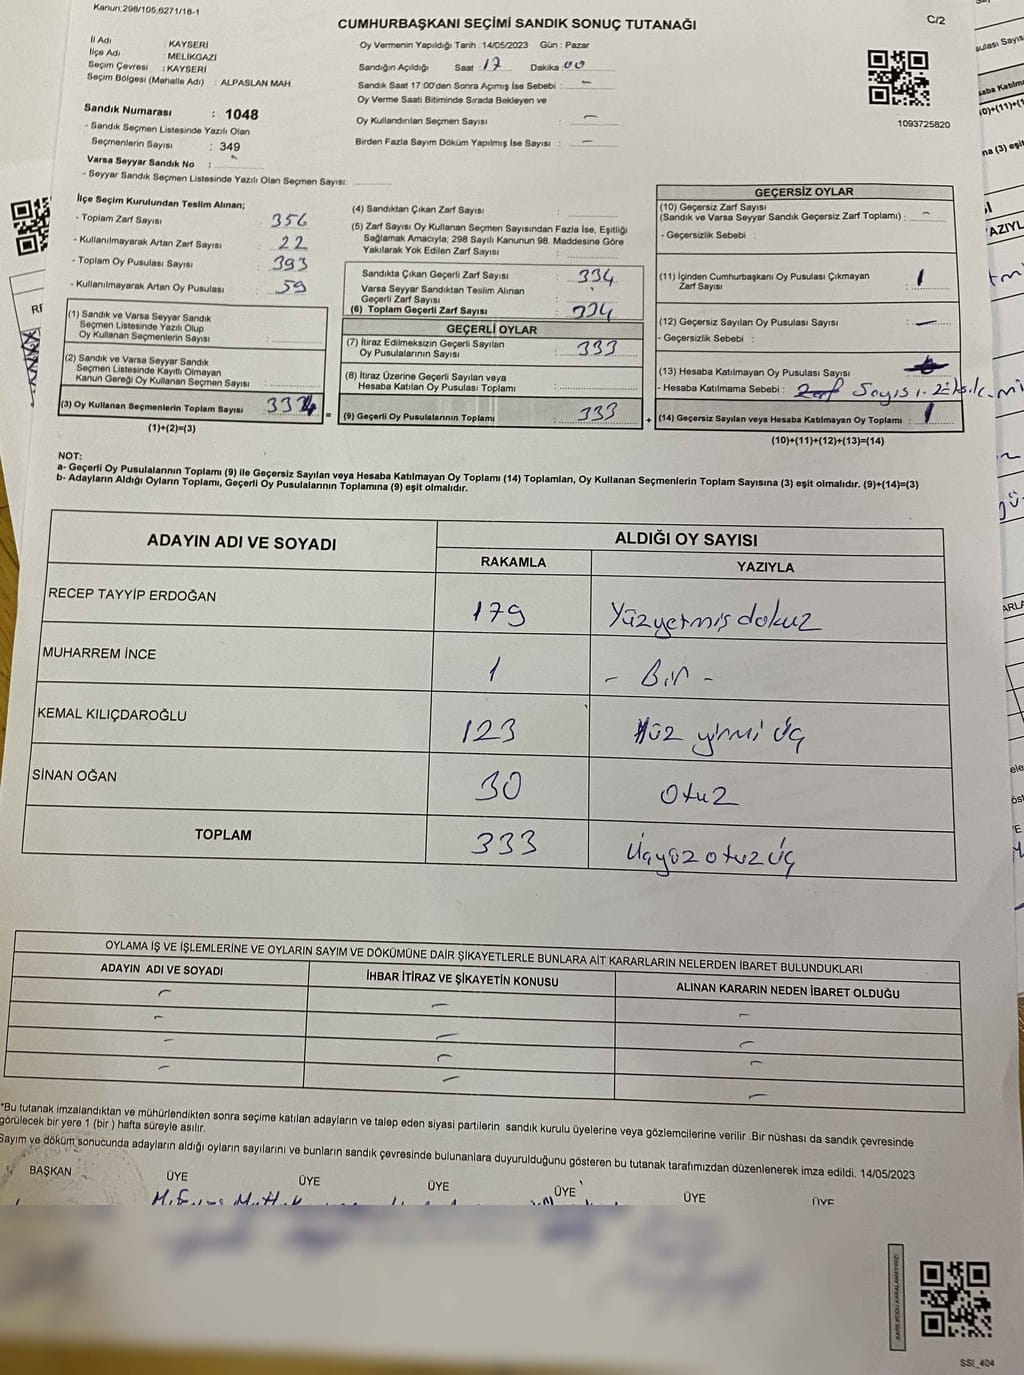 Kanun:298/105,6271/18-1
C/2
CUMHURBAŞKANI SEÇİMİ SANDIK SONUÇ TUTANAĞI
İl Adı : KAYSERİ
İlçe Adı : MELİKGAZİ
Seçim Çevresi : KAYSERİ
Seçim Bölgesi (Mahalle Adı) : ALPASLAN MAH.
Sandık Numarası : 1048
- Sandık Seçmen Listesinde Yazılı Olan
Seçmenlerin Sayısı : 349
Varsa Seyyar Sandık No :
- Seyyar Sandık Seçmen Listesinde Yazılı Olan Seçmen Sayısı:
Oy Vermenin Yapıldığı Tarih : 14/05/2023 Gün : Pazar
Sandığın Açıldığı Saat : 17 Dakika : 00
Sandık Saat 17:00'den Sonra Açmış İse Sebebi : -
Oy Verme Saati Bitiminde Sırada Bekleyen ve
Oy Kullandırılan Seçmen Sayısı : -
Birden Fazla Sayım Döküm Yapılmış İse Sayısı : -
1093725820
İlçe Seçim Kurulundan Teslim Alınan;
- Toplam Zarf Sayısı : 356
- Kullanılmayarak Artan Zarf Sayısı : 22
- Toplam Oy Pusulası Sayısı : 393
- Kullanılmayarak Artan Oy Pusulası : 59
(1) Sandık ve Varsa Seyyar Sandık
Seçmen Listesinde Yazılı Olup
Oy Kullanan Seçmenlerin Sayısı :
(2) Sandık ve Varsa Seyyar Sandık
Seçmen Listesinde Kayıtlı Olmayan
Kanun Gereği Oy Kullanan Seçmen Sayısı :
(3) Oy Kullanan Seçmenlerin Toplam Sayısı : 334
(1)+(2)=(3)
(4) Sandıktan Çıkan Zarf Sayısı :
(5) Zarf Sayısı Oy Kullanan Seçmen Sayısından Fazla İse, Eşitliği
Sağlamak Amacıyla; 298 Sayılı Kanunun 98. Maddesine Göre
Yakılarak Yok Edilen Zarf Sayısı :
Sandıkta Çıkan Geçerli Zarf Sayısı : 334
Varsa Seyyar Sandıktan Teslim Alınan
Geçerli Zarf Sayısı :
(6) Toplam Geçerli Zarf Sayısı : 334
GEÇERLİ OYLAR
(7) İtiraz Edilmeksizin Geçerli Sayılan
Oy Pusulalarının Sayısı : 333
(8) İtiraz Üzerine Geçerli Sayılan veya
Hesaba Katılan Oy Pusulası Toplamı :
= (9) Geçerli Oy Pusulalarının Toplamı : 333
GEÇERSİZ OYLAR
(10) Geçersiz Zarf Sayısı
(Sandık ve Varsa Seyyar Sandık Geçersiz Zarf Toplamı) : -
- Geçersizlik Sebebi :
(11) İçinden Cumhurbaşkanı Oy Pusulası Çıkmayan
Zarf Sayısı : 1
(12) Geçersiz Sayılan Oy Pusulası Sayısı : -
- Geçersizlik Sebebi :
(13) Hesaba Katılmayan Oy Pusulası Sayısı :
- Hesaba Katılmama Sebebi : Zarf Sayısı
+ (14) Geçersiz Sayılan veya Hesaba Katılmayan Oy Toplamı : 1
(10)+(11)+(12)+(13)=(14)
NOT:
a- Geçerli Oy Pusulalarının Toplamı (9) ile Geçersiz Sayılan veya Hesaba Katılmayan Oy Toplamı (14) Toplamları, Oy Kullanan Seçmenlerin Toplam Sayısına (3) eşit olmalıdır. (9)+(14)=(3)
b- Adayların Aldığı Oyların Toplamı, Geçerli Oy Pusulalarının Toplamına (9) eşit olmalıdır.
ADAYIN ADI VE SOYADI
ALDIĞI OY SAYISI
RAKAMLA YAZIYLA
RECEP TAYYİP ERDOĞAN 179 Yüzyetmiş dokuz
MUHARREM İNCE 1 - Bir -
KEMAL KILIÇDAROĞLU 123 Yüz yirmi üç
SİNAN OĞAN 30 Otuz
TOPLAM 333 Üçyüz otuz üç
OYLAMA İŞ VE İŞLEMLERİNE VE OYLARIN SAYIM VE DÖKÜMÜNE DAİR ŞİKAYETLERLE BUNLARA AİT KARARLARIN NELERDEN İBARET BULUNDUKLARI
ADAYIN ADI VE SOYADI İHBAR İTİRAZ VE ŞİKAYETİN KONUSU ALINAN KARARIN NEDEN İBARET OLDUĞU
*Bu tutanak imzalandıktan ve mühürlendikten sonra seçime katılan adayların ve talep eden siyasi partilerin sandık kurulu üyelerine veya gözlemcilerine verilir .Bir nüshası da sandık çevresinde
görülecek bir yere 1 (bir ) hafta süreyle asılır.
Sayım ve döküm sonucunda adayların aldığı oyların sayılarını ve bunların sandık çevresinde bulunanlara duyurulduğunu gösteren bu tutanak tarafımızdan düzenlenerek imza edildi. 14/05/2023
BAŞKAN ÜYE ÜYE ÜYE ÜYE ÜYE ÜYE
SSI_404